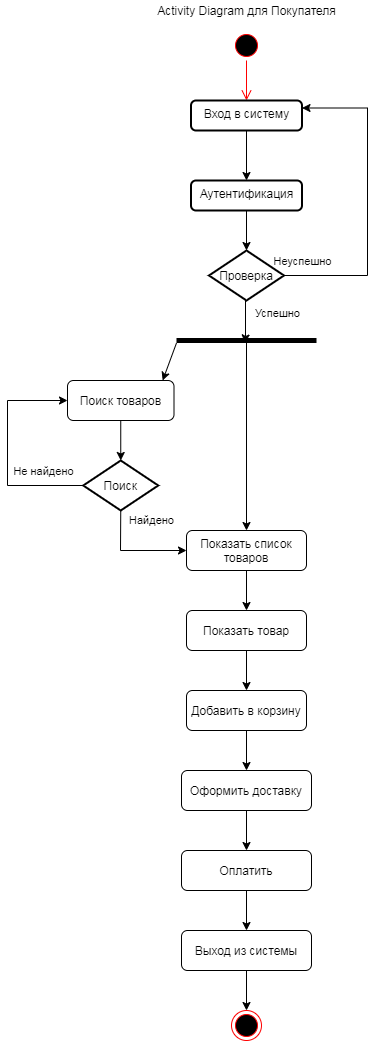 Activity Diagram для Покупателя
Вход в систему
Аутентификация
Неуспешно
Проверка
Успешно
Поиск товаров
Не найдено
Поиск
Найдено
Показать список
товаров
Показать товар
Добавить в корзину
Оформить доставку
Оплатить
Выход из системы